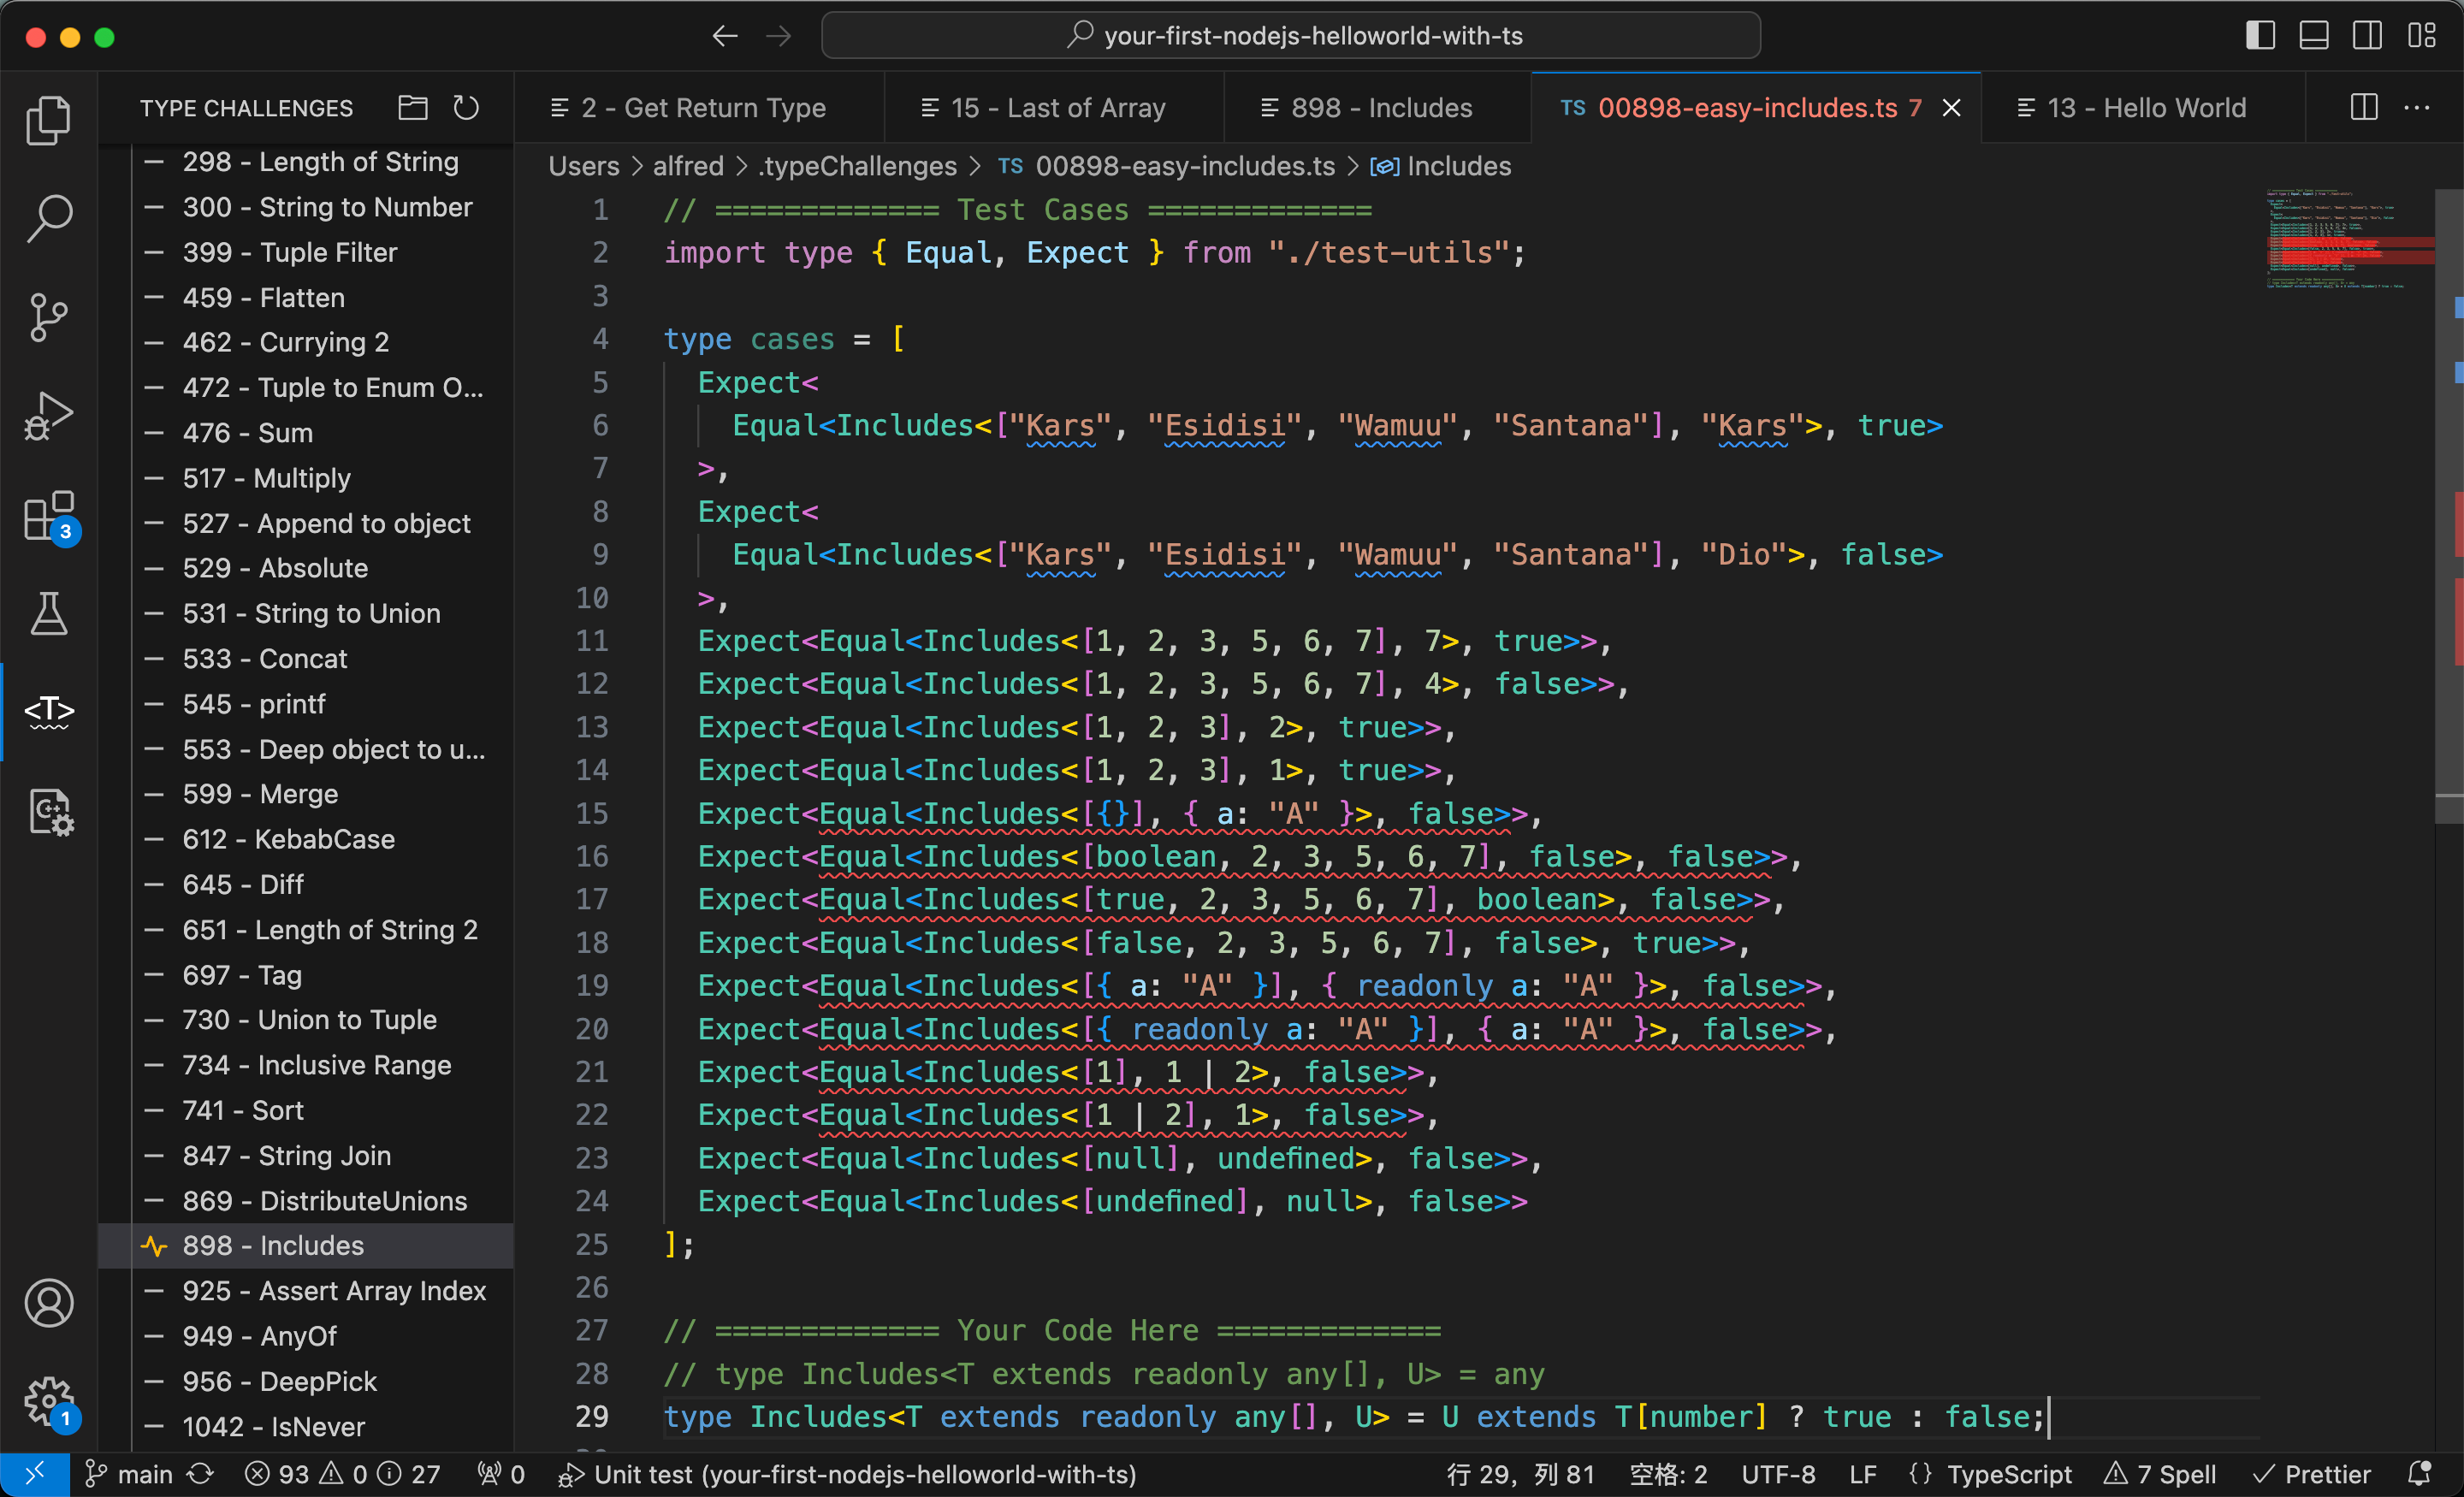 your-first-nodejs-helloworld-with-ts
TYPE CHALLENGES
2 - Get Return Type
15 - Last of Array
898 - Includes
TS 00898-easy-includes.ts 7
13 - Hello World
Users > alfred > .typeChallenges > TS 00898-easy-includes.ts > Includes
298 - Length of String
300 - String to Number
399 - Tuple Filter
459 - Flatten
462 - Currying 2
472 - Tuple to Enum O...
476 - Sum
517 - Multiply
527 - Append to object
529 - Absolute
531 - String to Union
533 - Concat
545 - printf
553 - Deep object to u...
599 - Merge
612 - KebabCase
645 - Diff
651 - Length of String 2
697 - Tag
730 - Union to Tuple
734 - Inclusive Range
741 - Sort
847 - String Join
869 - DistributeUnions
898 - Includes
925 - Assert Array Index
949 - AnyOf
956 - DeepPick
1042 - IsNever
3
<T>
C++
1
1 // ============= Test Cases =============
2 import type { Equal, Expect } from "./test-utils";
3
4 type cases = [
5 Expect<
6 Equal<Includes<["Kars", "Esidisi", "Wamuu", "Santana"], "Kars">, true>
7 >,
8 Expect<
9 Equal<Includes<["Kars", "Esidisi", "Wamuu", "Santana"], "Dio">, false>
10 >,
11 Expect<Equal<Includes<[1, 2, 3, 5, 6, 7], 7>, true>>,
12 Expect<Equal<Includes<[1, 2, 3, 5, 6, 7], 4>, false>>,
13 Expect<Equal<Includes<[1, 2, 3], 2>, true>>,
14 Expect<Equal<Includes<[1, 2, 3], 1>, true>>,
15 Expect<Equal<Includes<[{}], { a: "A" }>, false>>,
16 Expect<Equal<Includes<[boolean, 2, 3, 5, 6, 7], false>, false>>,
17 Expect<Equal<Includes<[true, 2, 3, 5, 6, 7], boolean>, false>>,
18 Expect<Equal<Includes<[false, 2, 3, 5, 6, 7], false>, true>>,
19 Expect<Equal<Includes<[{ a: "A" }], { readonly a: "A" }>, false>>,
20 Expect<Equal<Includes<[{ readonly a: "A" }], { a: "A" }>, false>>,
21 Expect<Equal<Includes<[1], 1 | 2>, false>>,
22 Expect<Equal<Includes<[1 | 2], 1>, false>>,
23 Expect<Equal<Includes<[null], undefined>, false>>,
24 Expect<Equal<Includes<[undefined], null>, false>>
25 ];
26
27 // ============= Your Code Here =============
28 // type Includes<T extends readonly any[], U> = any
29 type Includes<T extends readonly any[], U> = U extends T[number] ? true : false;
main 93 0 27 0 Unit test (your-first-nodejs-helloworld-with-ts) 行 29，列 81 空格: 2 UTF-8 LF {} TypeScript 7 Spell Prettier